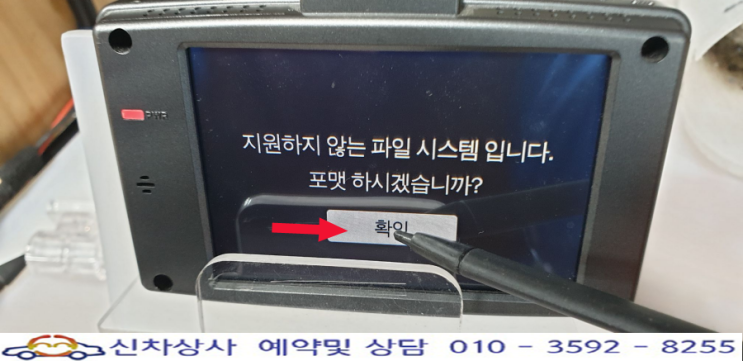 PWR
지원하지 않는 파일 시스템 입니다.
포맷 하시겠습니까?
확인
신차상사 예약및 상담 010 - 3592 - 8255